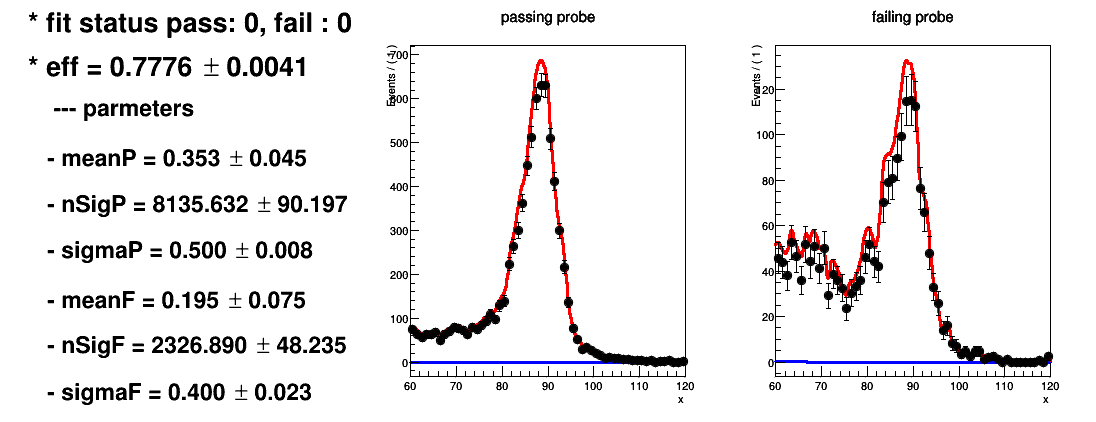 * fit status pass: 0, fail : 0
* eff = 0.7776 ± 0.0041
--- parmeters
- meanP = 0.353 ± 0.045
- nSigP = 8135.632 ± 90.197
- sigmaP = 0.500 ± 0.008
- meanF = 0.195 ± 0.075
- nSigF = 2326.890 ± 48.235
- sigmaF = 0.400 ± 0.023
passing probe
Events / ( 1 )
700
600
500
400
300
200
100
0
60 70 80 90 100 110 120
x
failing probe
Events / ( 1 )
120
100
80
60
40
20
0
60 70 80 90 100 110 120
x